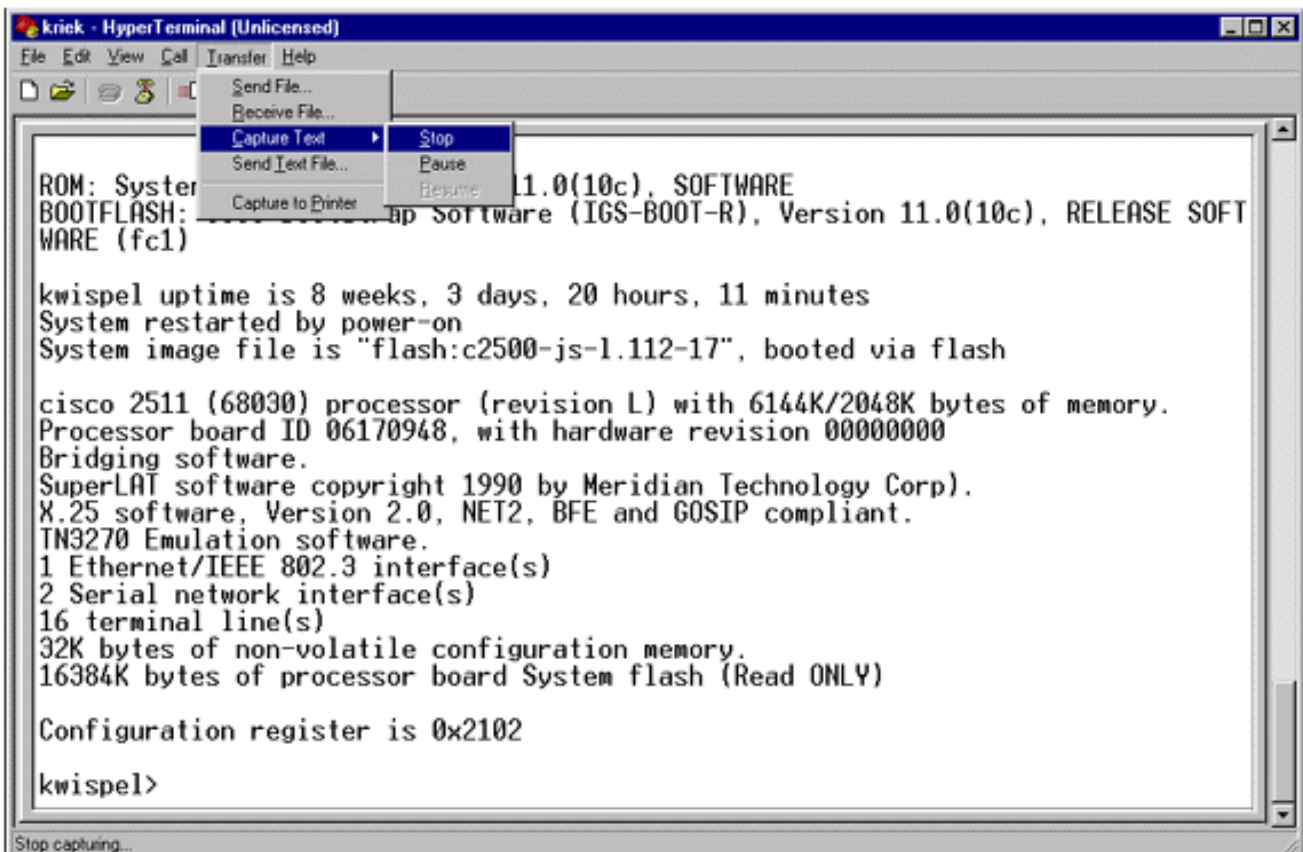 kriek - HyperTerminal (Unlicensed)
File Edit View Call Transfer Help
Send File...
Receive File...
Capture Text Stop
Send Text File... Pause
Resume
Capture to Printer
ROM: System 11.0(10c), SOFTWARE
BOOTFLASH: Software (IGS-BOOT-R), Version 11.0(10c), RELEASE SOFT
WARE (fc1)
kwispel uptime is 8 weeks, 3 days, 20 hours, 11 minutes
System restarted by power-on
System image file is "flash:c2500-js-l.112-17", booted via flash
cisco 2511 (68030) processor (revision L) with 6144K/2048K bytes of memory.
Processor board ID 06170948, with hardware revision 00000000
Bridging software.
SuperLAT software copyright 1990 by Meridian Technology Corp).
X.25 software, Version 2.0, NET2, BFE and GOSIP compliant.
TN3270 Emulation software.
1 Ethernet/IEEE 802.3 interface(s)
2 Serial network interface(s)
16 terminal line(s)
32K bytes of non-volatile configuration memory.
16384K bytes of processor board System flash (Read ONLY)
Configuration register is 0x2102
kwispel>
Stop capturing...